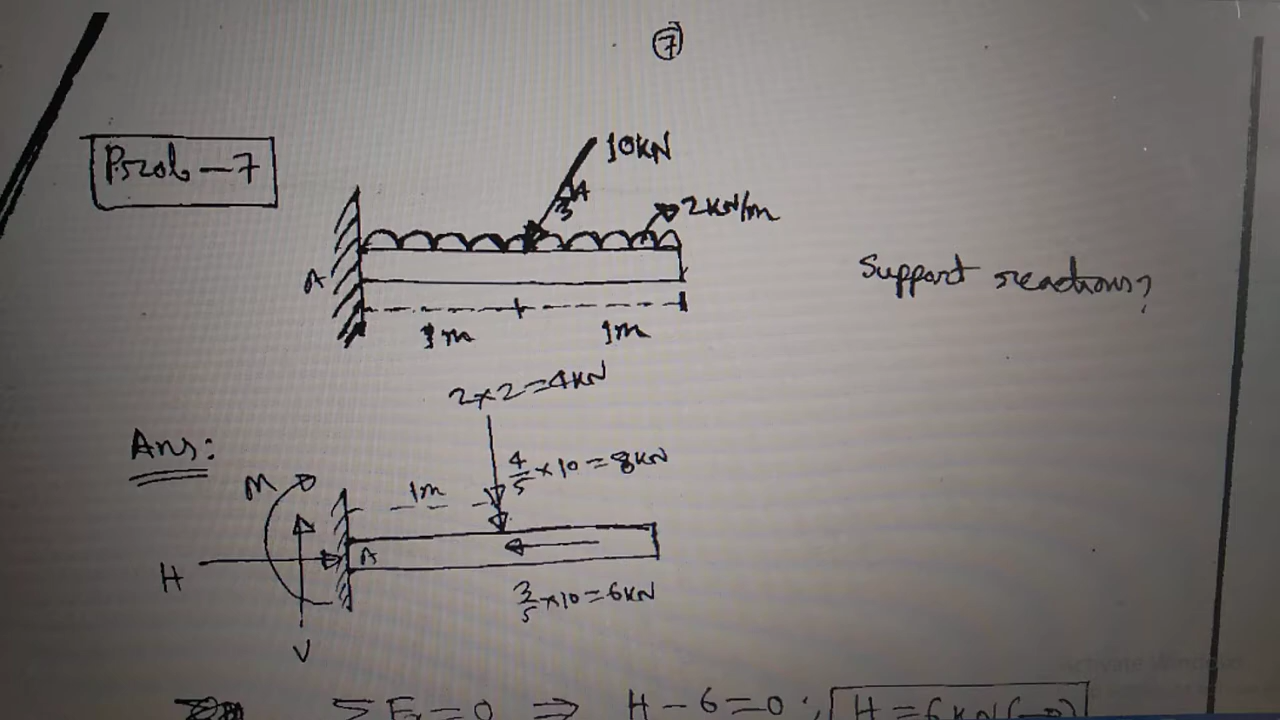 7
Prob-7
10KN
4
3
2KN/m
A
1m 1m
Support reactions?
2×2=4KN
Ans:
4/5 ×10=8KN
M
1m
A
H
3/5 ×10=6KN
V
ΣFx=0 ⇒ H-6=0; H=6KN(→)